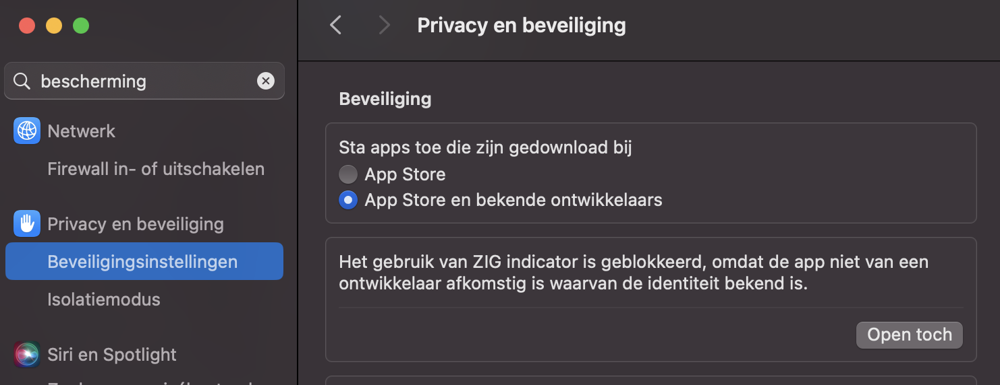 Privacy en beveiliging
bescherming
Netwerk
Firewall in- of uitschakelen
Privacy en beveiliging
Beveiligingsinstellingen
Isolatiemodus
Siri en Spotlight
Beveiliging
Sta apps toe die zijn gedownload bij
App Store
App Store en bekende ontwikkelaars
Het gebruik van ZIG indicator is geblokkeerd, omdat de app niet van een
ontwikkelaar afkomstig is waarvan de identiteit bekend is.
Open toch